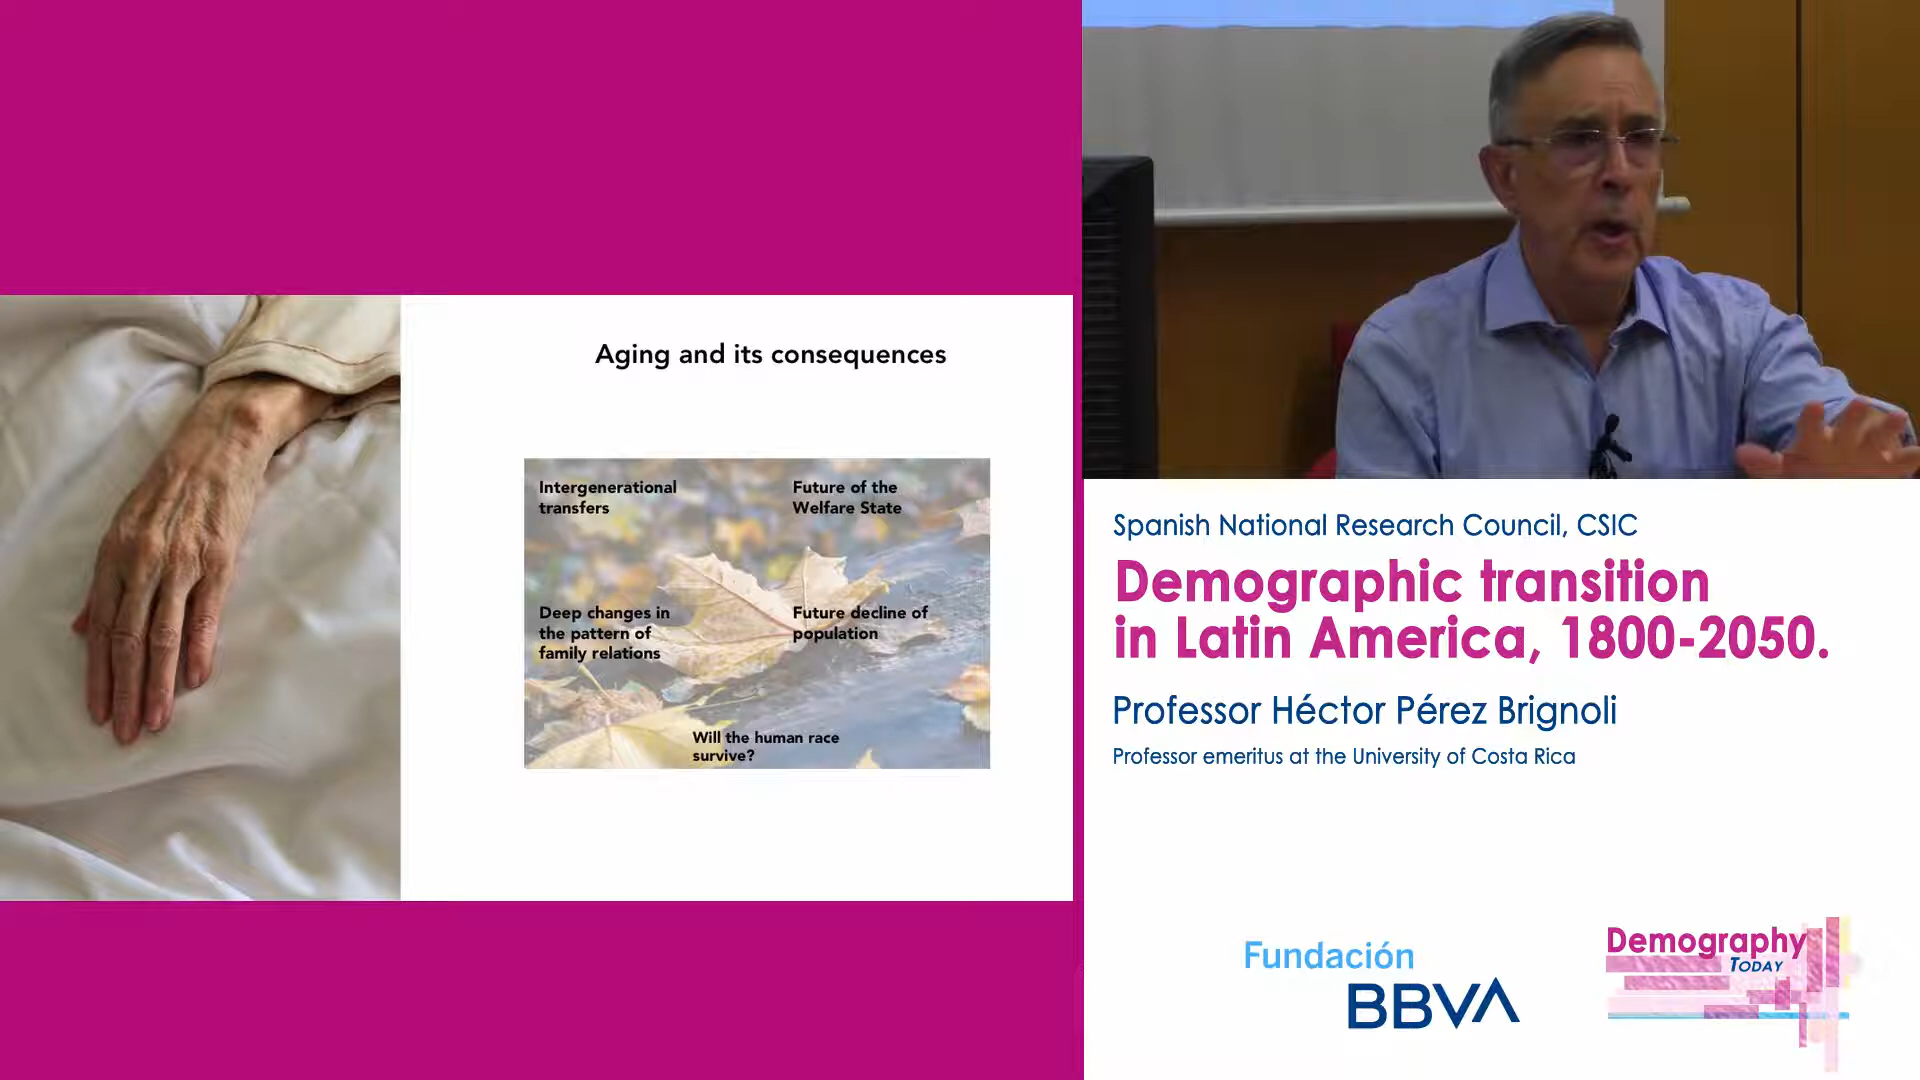 Aging and its consequences
Intergenerational
transfers
Future of the
Welfare State
Deep changes in
the pattern of
family relations
Future decline of
population
Will the human race
survive?
Spanish National Research Council, CSIC
Demographic transition
in Latin America, 1800-2050.
Professor Héctor Pérez Brignoli
Professor emeritus at the University of Costa Rica
Fundación
BBVA
Demography
TODAY